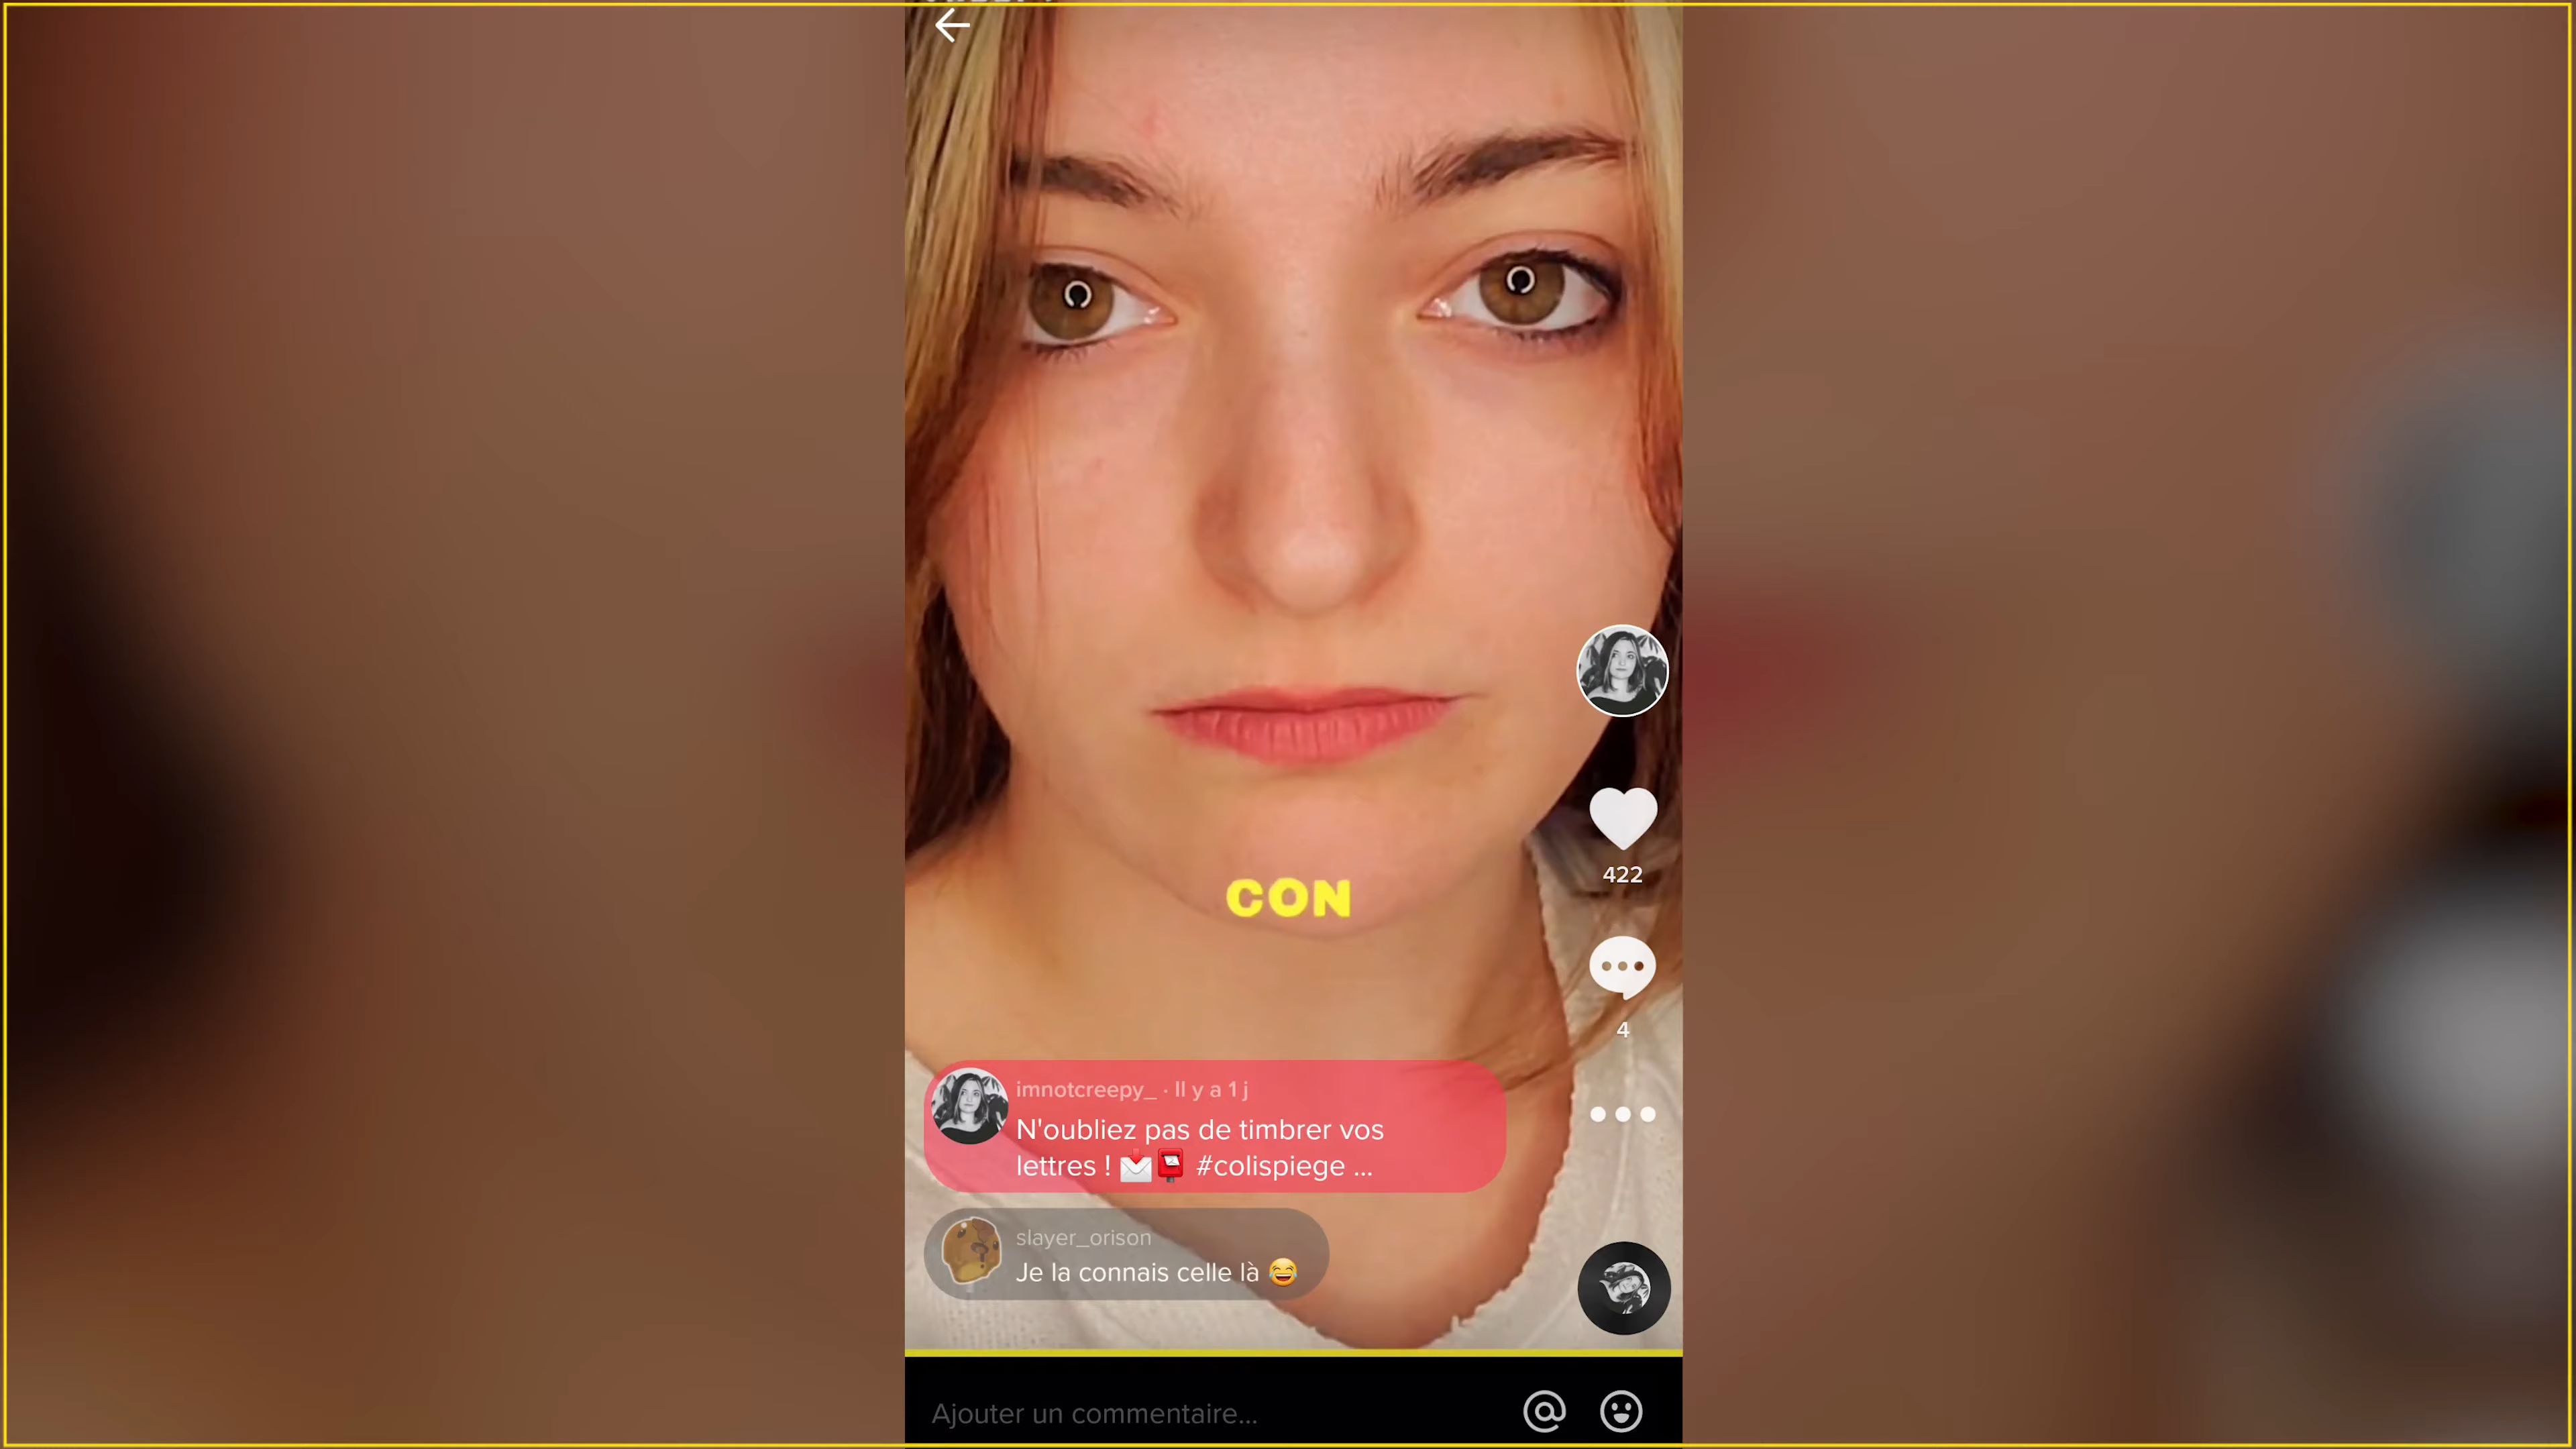 CON
422
4
imnotcreepy_ · Il y a 1 j
N'oubliez pas de timbrer vos
lettres ! 📩📮 #colispiege ...
slayer_orison
Je la connais celle là 😂
Ajouter un commentaire...